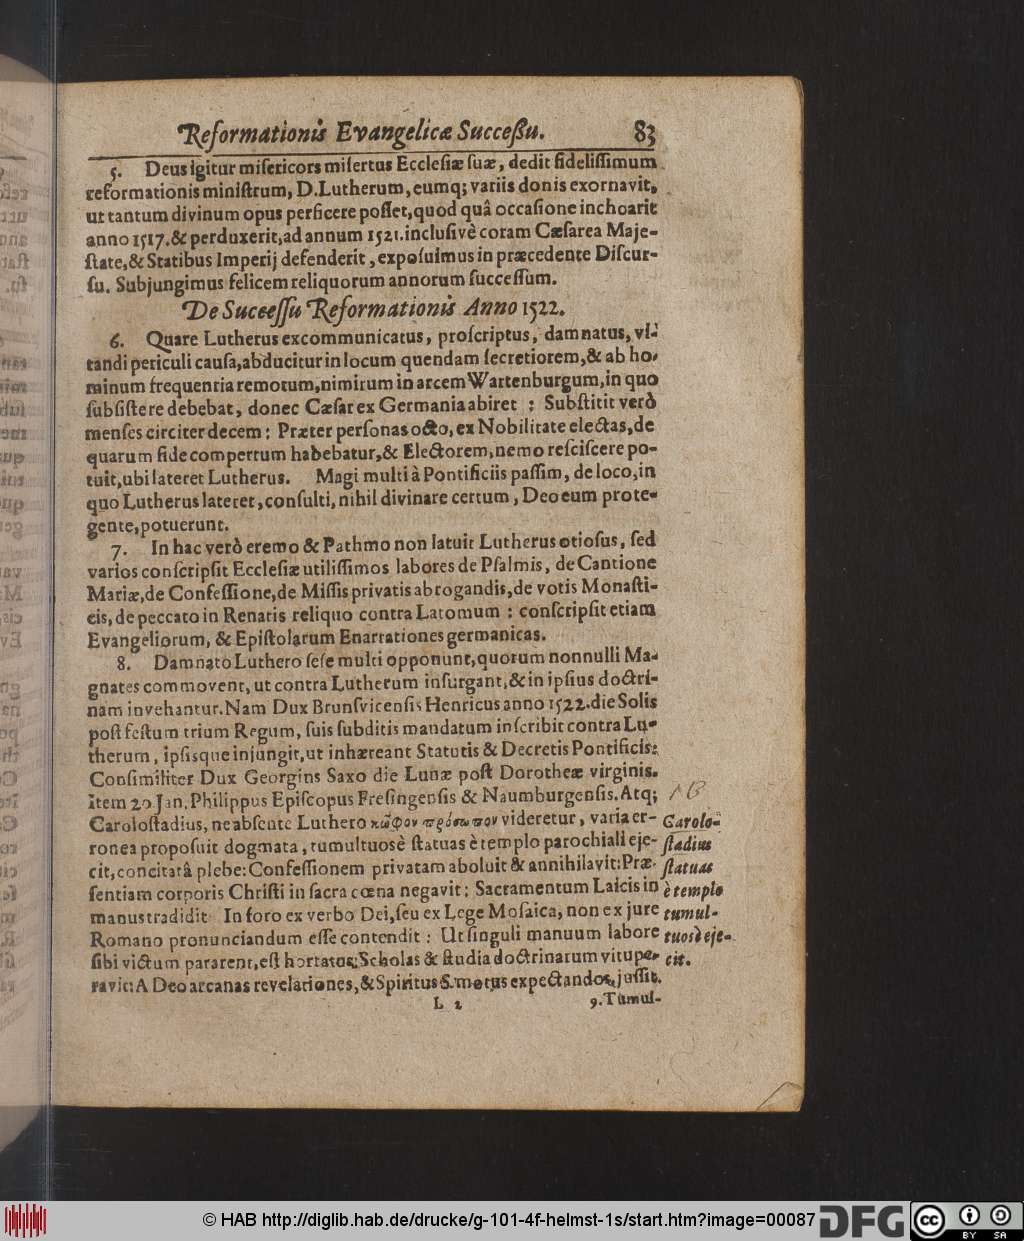 Reformationis Evangelicæ Succeßu. 83
5. Deus igitur miſericors miſertus Eccleſiæ ſuæ, dedit fideliſſimum
reformationis miniſtrum, D. Lutherum, eumq; variis donis exornavit,
ut tantum divinum opus perficere poſſet, quod quâ occaſione inchoarit
anno 1517. & perduxerit, ad annum 1521. incluſivè coram Cæſarea Maje-
ſtate, & Statibus Imperij defenderit, expoſuimus in præcedente Diſcur-
ſu. Subjungimus felicem reliquorum annorum ſucceſſum.
De Suceeſſu Reformationis Anno 1522.
6. Quare Lutherus excommunicatus, proſcriptus, damnatus, vi-
tandi periculi cauſa, abducitur in locum quendam ſecretiorem, & ab ho-
minum frequentia remotum, nimirum in arcem Wartenburgum, in quo
ſubſiſtere debebat, donec Cæſar ex Germania abiret : Subſtitit verò
menſes circiter decem: Præter perſonas octo, ex Nobilitate electas, de
quarum fide compertum habebatur, & Electorem, nemo reſciſcere po-
tuit, ubi lateret Lutherus. Magi multi à Pontificiis paſſim, de loco, in
quo Lutherus lateret, conſulti, nihil divinare certum, Deo eum prote-
gente, potuerunt.
7. In hac verò eremo & Pathmo non latuit Lutherus otioſus, ſed
varios conſcripſit Eccleſiæ utiliſſimos labores de Pſalmis, de Cantione
Mariæ, de Confeſſione, de Miſſis privatis abrogandis, de votis Monaſti-
cis, de peccato in Renatis reliquo contra Latomum : conſcripſit etiam
Evangeliorum, & Epiſtolarum Enarrationes germanicas.
8. Damnato Luthero ſeſe multi opponunt, quorum nonnulli Ma-
gnates commovent, ut contra Lutherum inſurgant, & in ipſius doctri-
nam invehantur. Nam Dux Brunſvicenſis Henricus anno 1522. die Solis
poſt feſtum trium Regum, ſuis ſubditis mandatum inſcribit contra Lu-
therum, ipſisque injungit, ut inhæreant Statutis & Decretis Pontificis:
Conſimiliter Dux Georgius Saxo die Lunæ poſt Dorotheæ virginis.
item 20 Jan. Philippus Epiſcopus Freſingenſis & Naumburgenſis. Atq;
Caroloſtadius, ne abſente Luthero κωφον πρόσωπον videretur, varia er- Carolo-
ronea propoſuit dogmata, tumultuosè ſtatuas è templo parochiali eje- ſtadius
cit, concitatâ plebe: Confeſſionem privatam aboluit & annihilavit: Præ- ſtatuas
ſentiam corporis Chriſti in ſacra cœna negavit: Sacramentum Laicis in è templo
manus tradidit In foro ex verbo Dei, ſeu ex Lege Moſaica, non ex jure tumul-
Romano pronunciandum eſſe contendit : Ut ſinguli manuum labore tuosè eje-
ſibi victum pararent, eſt hortatus: Scholas & ſtudia doctrinarum vitupe- cit.
ravit: A Deo arcanas revelationes, & Spiritus S. motus expectandos, juſſit.
L 2 9. Tumul-
© HAB http://diglib.hab.de/drucke/g-101-4f-helmst-1s/start.htm?image=00087 DFG cc BY SA